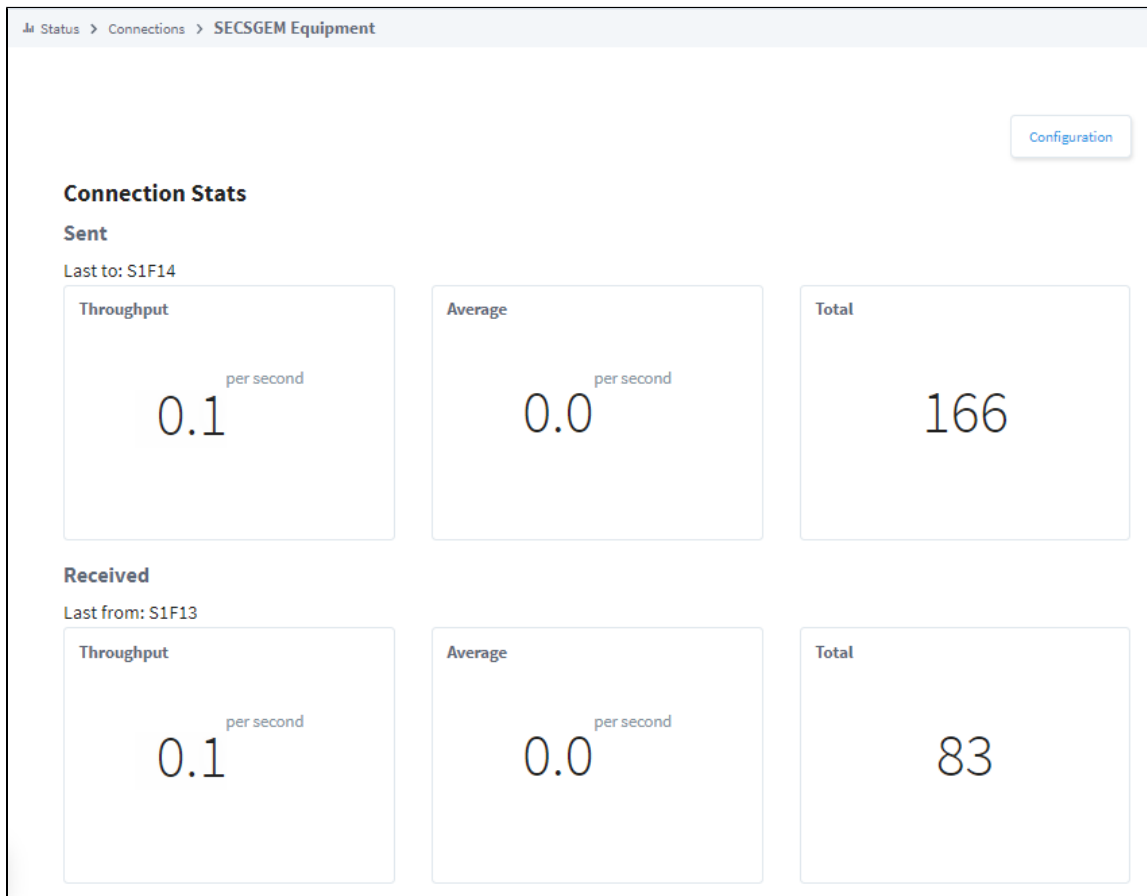 Status > Connections > SECSGEM Equipment
Configuration
Connection Stats
Sent
Last to: S1F14
Throughput Average Total
per second per second
0.1 0.0 166
Received
Last from: S1F13
Throughput Average Total
per second per second
0.1 0.0 83